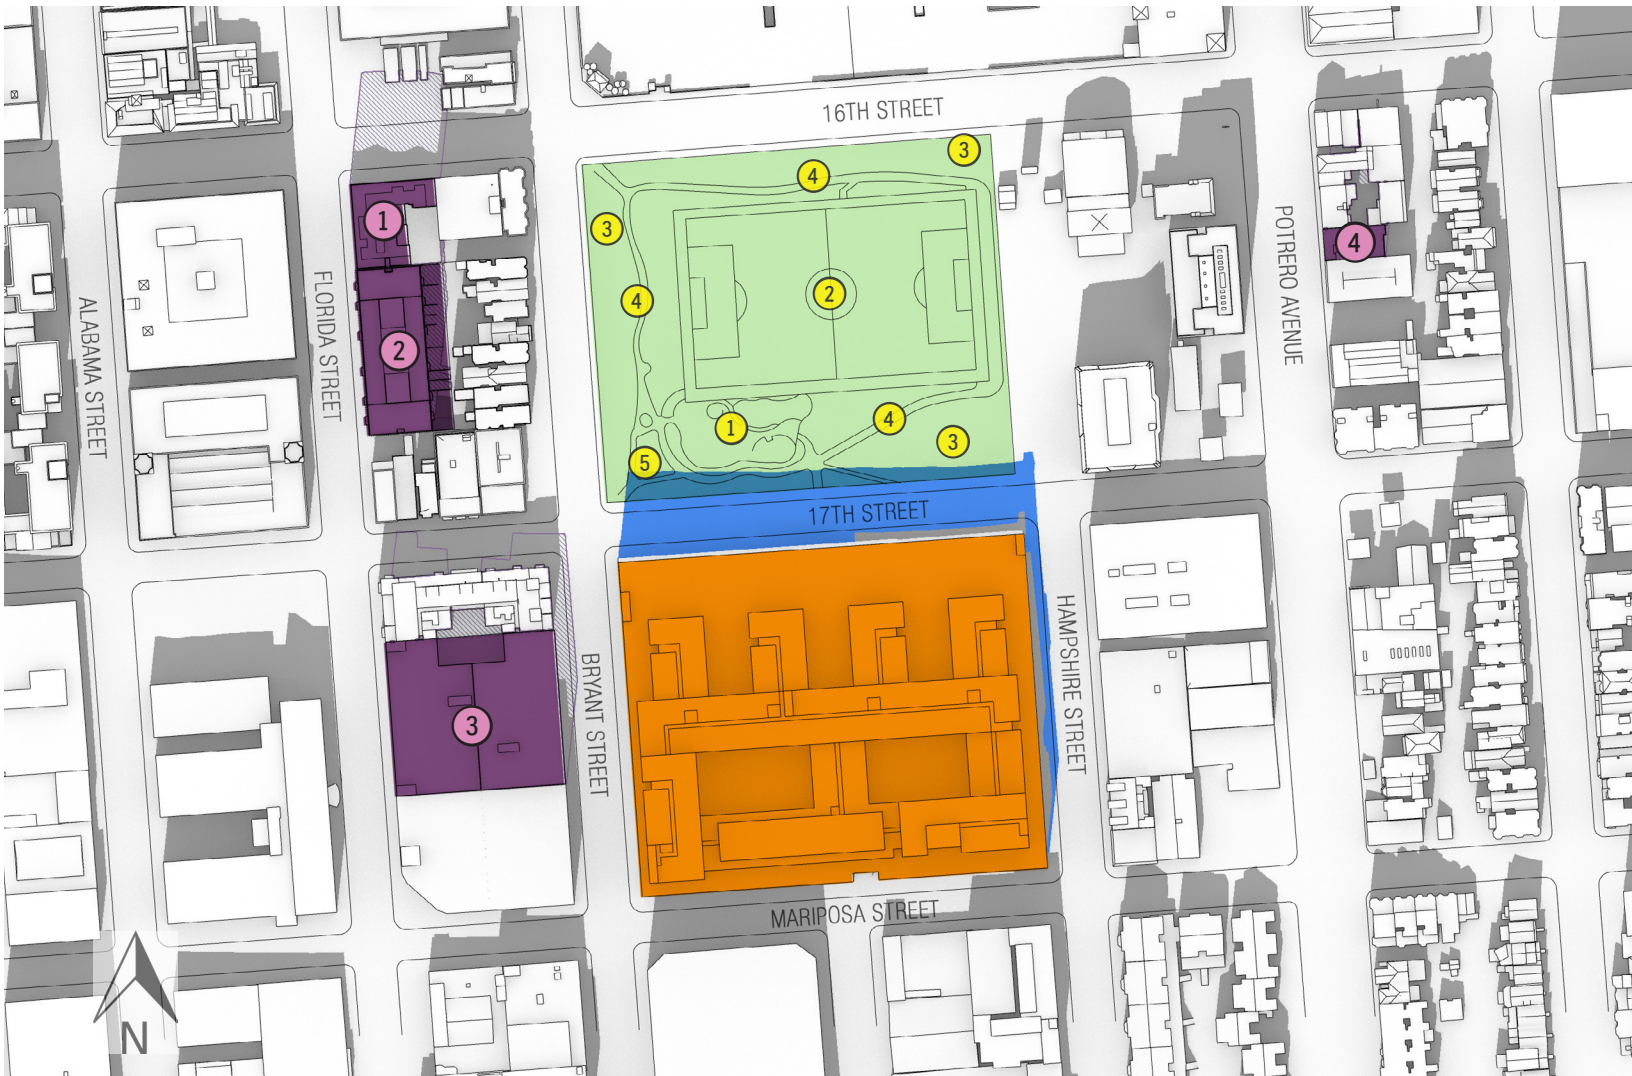 16TH STREET
3
4
3
1
4
POTRERO AVENUE
FLORIDA STREET
ALABAMA STREET
4
2
2
1
4
3
5
17TH STREET
HAMPSHIRE STREET
BRYANT STREET
3
MARIPOSA STREET
N